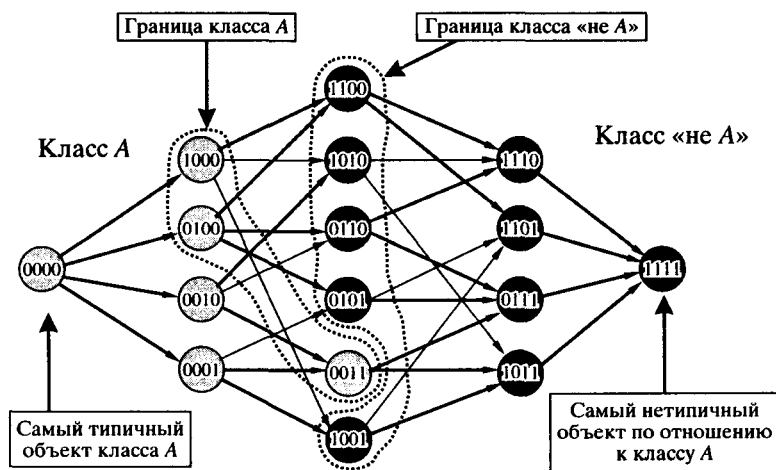 Граница класса A
Граница класса «не A»
Класс A
Класс «не A»
1100
1000
1010
1110
0100
0110
1101
0000
1111
0010
0101
0111
0001
0011
1011
1001
Самый типичный
объект класса A
Самый нетипичный
объект по отношению
к классу A